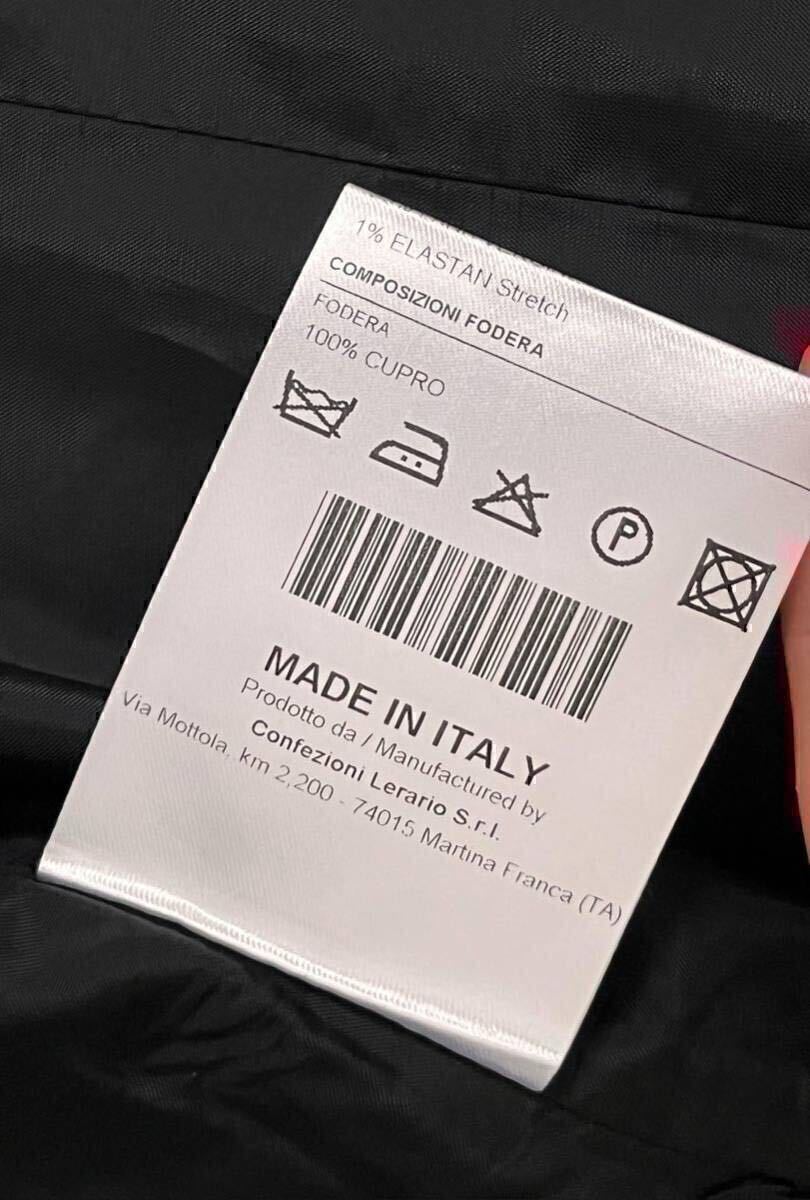 1% ELASTAN Stretch
COMPOSIZIONI FODERA
FODERA
100% CUPRO
P
MADE IN ITALY
Prodotto da / Manufactured by
Confezioni Lerario S.r.l.
Via Mottola, km 2,200 - 74015 Martina Franca (TA)